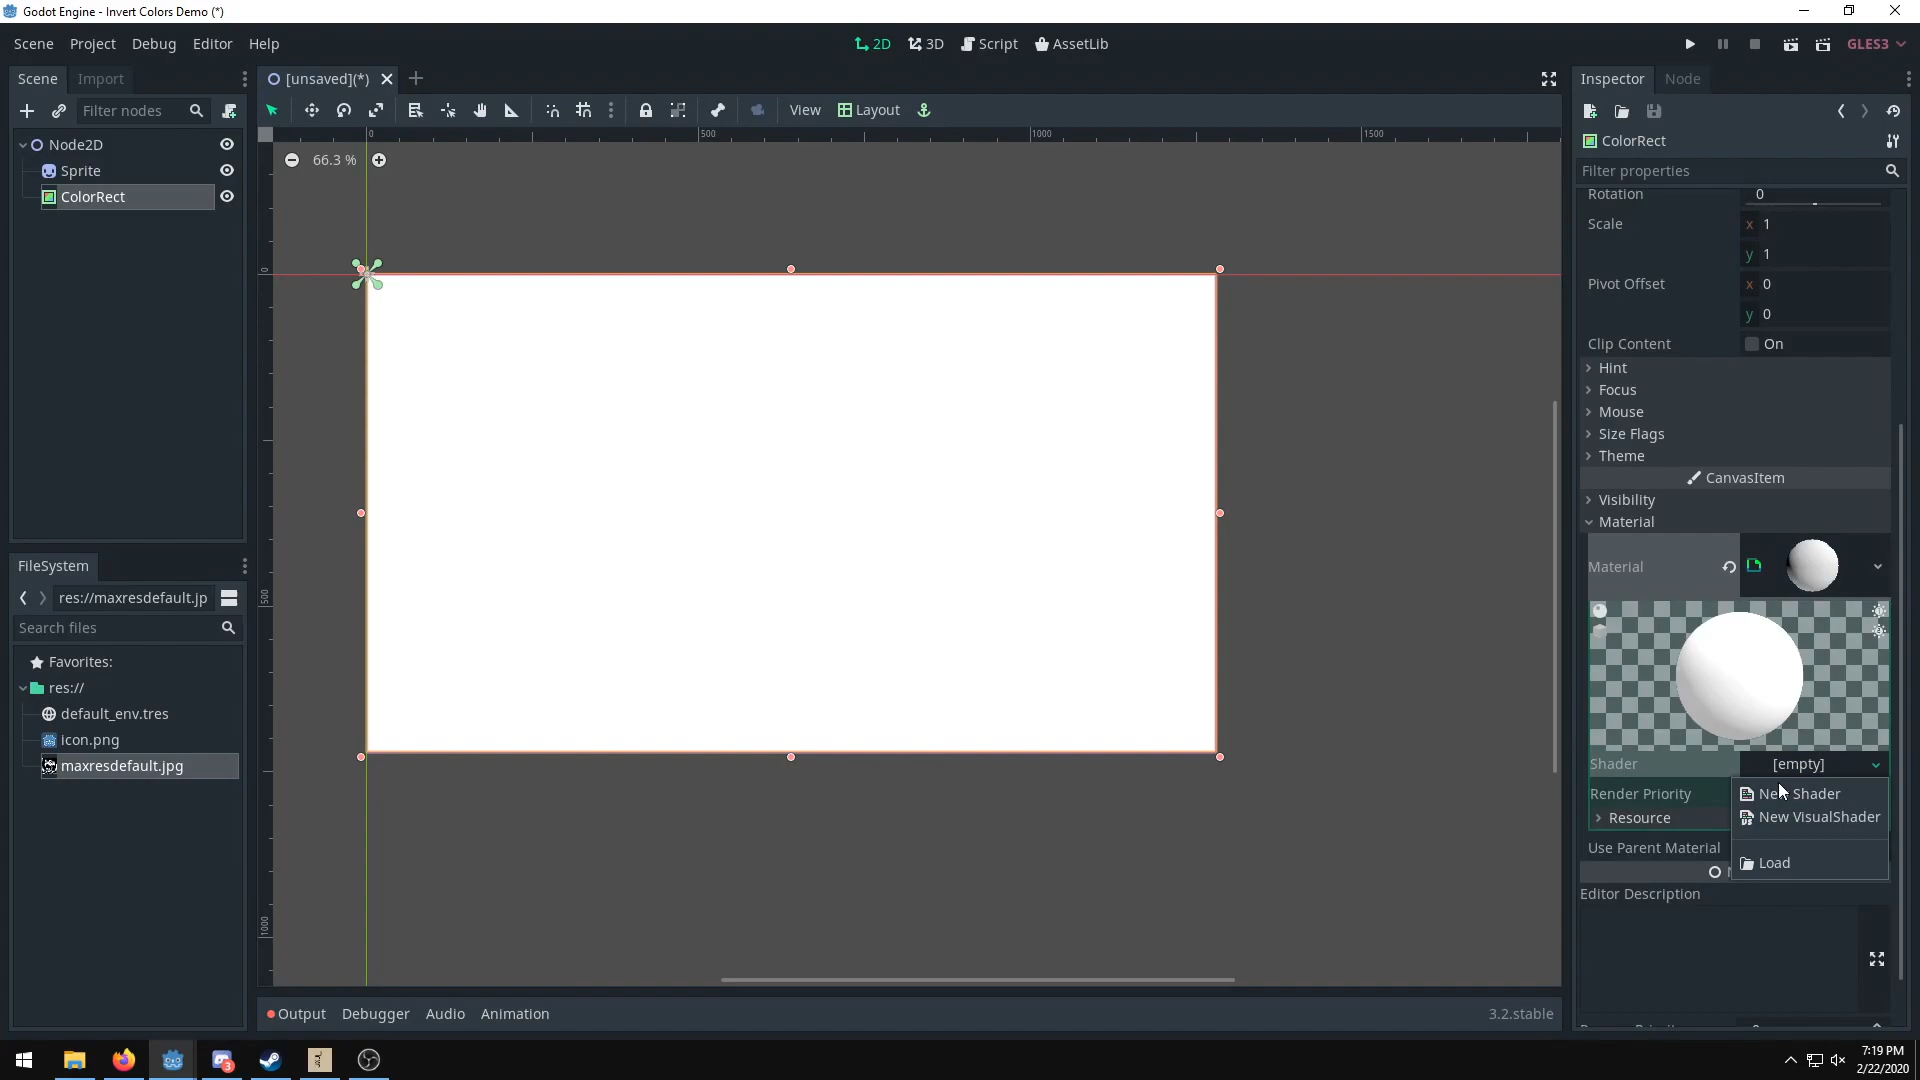 Godot Engine - Invert Colors Demo (*)
Scene Project Debug Editor Help
2D 3D Script AssetLib
GLES3
Scene Import
[unsaved](*)
Inspector Node
Filter nodes
View Layout
ColorRect
Filter properties
Node2D
Sprite
ColorRect
0 500 1000 1500
66.3 %
0
500
1000
Rotation 0
Scale x 1
y 1
Pivot Offset x 0
y 0
Clip Content On
Hint
Focus
Mouse
Size Flags
Theme
CanvasItem
Visibility
Material
Material
Shader [empty]
Render Priority
Resource
New Shader
New VisualShader
Load
Use Parent Material
Editor Description
FileSystem
res://maxresdefault.jp
Search files
Favorites:
res://
default_env.tres
icon.png
maxresdefault.jpg
Output Debugger Audio Animation
3.2.stable
3
7:19 PM
2/22/2020